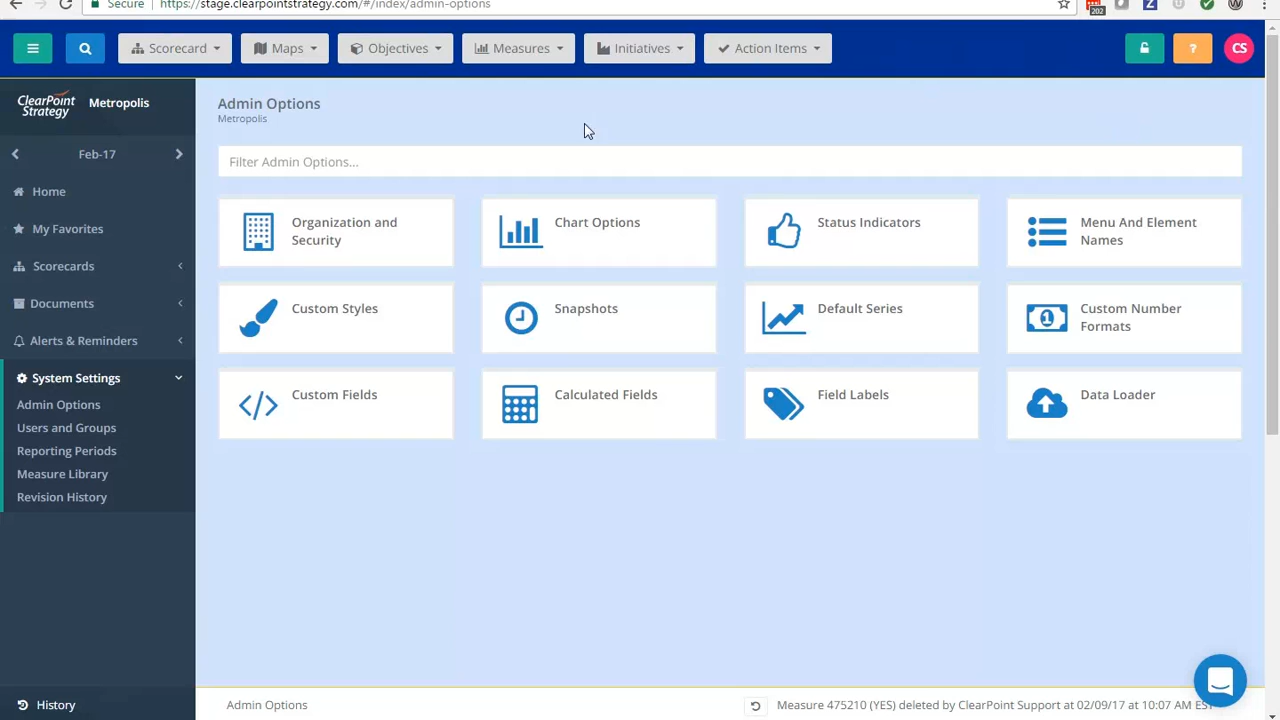 Secure
https://stage.clearpointstrategy.com/#/index/admin-options
202
Z
W
Scorecard
Maps
Objectives
Measures
Initiatives
Action Items
?
CS
ClearPoint
Strategy
Metropolis
Feb-17
Home
My Favorites
Scorecards
Documents
Alerts & Reminders
System Settings
Admin Options
Users and Groups
Reporting Periods
Measure Library
Revision History
History
Admin Options
Metropolis
Filter Admin Options...
Organization and
Security
Chart Options
Status Indicators
Menu And Element
Names
Custom Styles
Snapshots
Default Series
Custom Number
Formats
Custom Fields
Calculated Fields
Field Labels
Data Loader
Admin Options
Measure 475210 (YES) deleted by ClearPoint Support at 02/09/17 at 10:07 AM EST